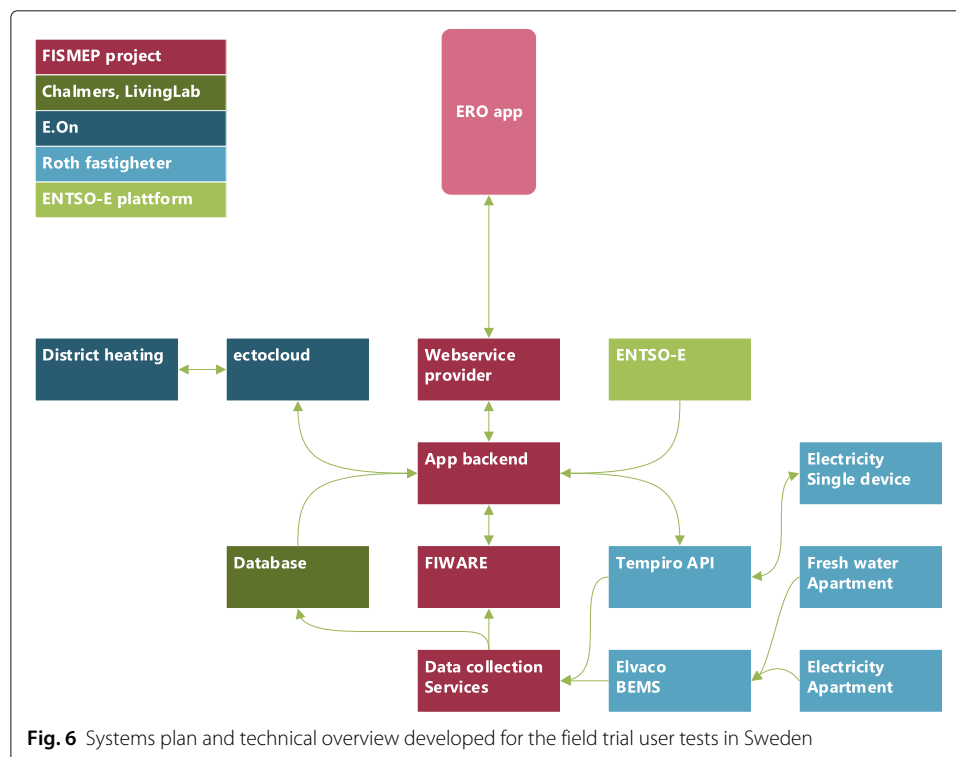 FISMEP project
Chalmers, LivingLab
E.On
Roth fastigheter
ENTSO-E plattform
ERO app
District heating
ectocloud
Webservice
provider
ENTSO-E
App backend
Electricity
Single device
Database
FIWARE
Tempiro API
Fresh water
Apartment
Data collection
Services
Elvaco
BEMS
Electricity
Apartment
Fig. 6 Systems plan and technical overview developed for the field trial user tests in Sweden